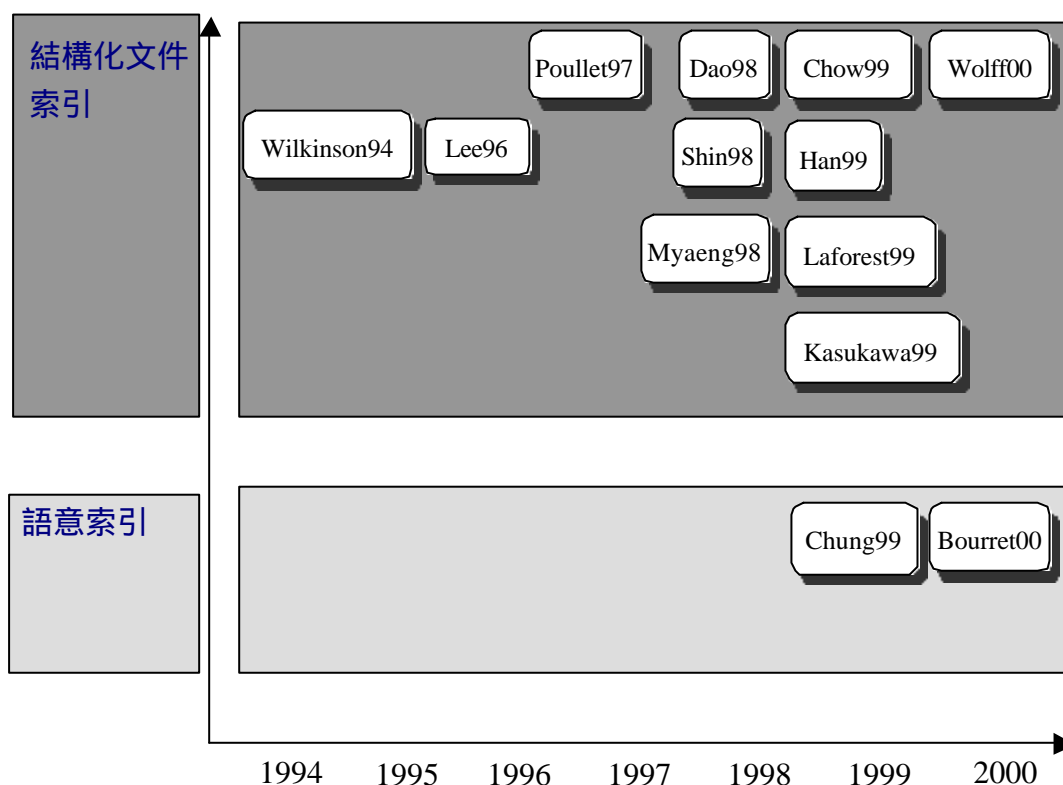 結構化文件
索引
Poullet97
Dao98
Chow99
Wolff00
Wilkinson94
Lee96
Shin98
Han99
Myaeng98
Laforest99
Kasukawa99
語意索引
Chung99
Bourret00
1994
1995
1996
1997
1998
1999
2000